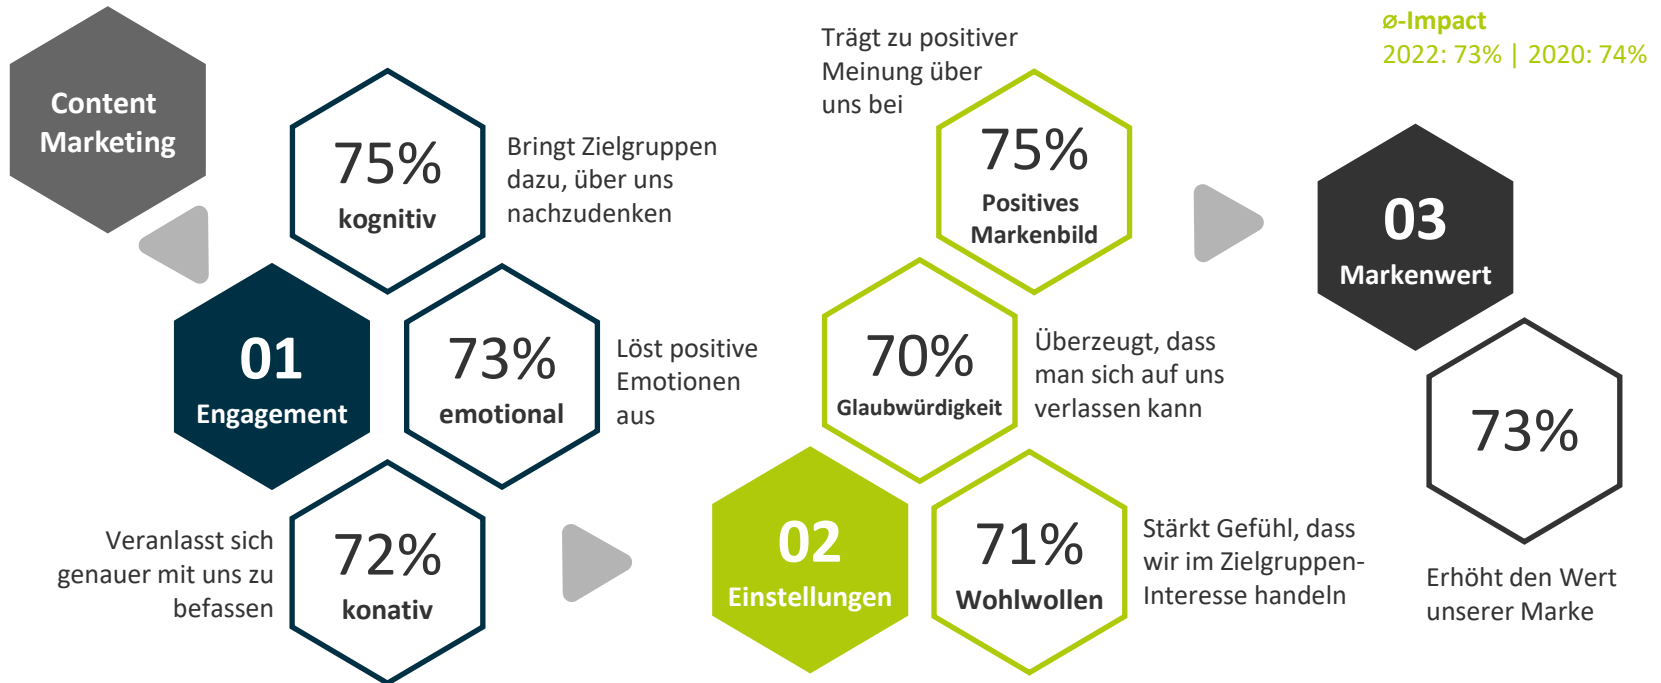 Content
Marketing
75%
kognitiv
Bringt Zielgruppen
dazu, über uns
nachzudenken
01
Engagement
73%
emotional
Löst positive
Emotionen
aus
Veranlasst sich
genauer mit uns zu
befassen
72%
konativ
Trägt zu positiver
Meinung über
uns bei
75%
Positives
Markenbild
70%
Glaubwürdigkeit
Überzeugt, dass
man sich auf uns
verlassen kann
02
Einstellungen
71%
Wohlwollen
Stärkt Gefühl, dass
wir im Zielgruppen-
Interesse handeln
ø-Impact
2022: 73% | 2020: 74%
03
Markenwert
73%
Erhöht den Wert
unserer Marke